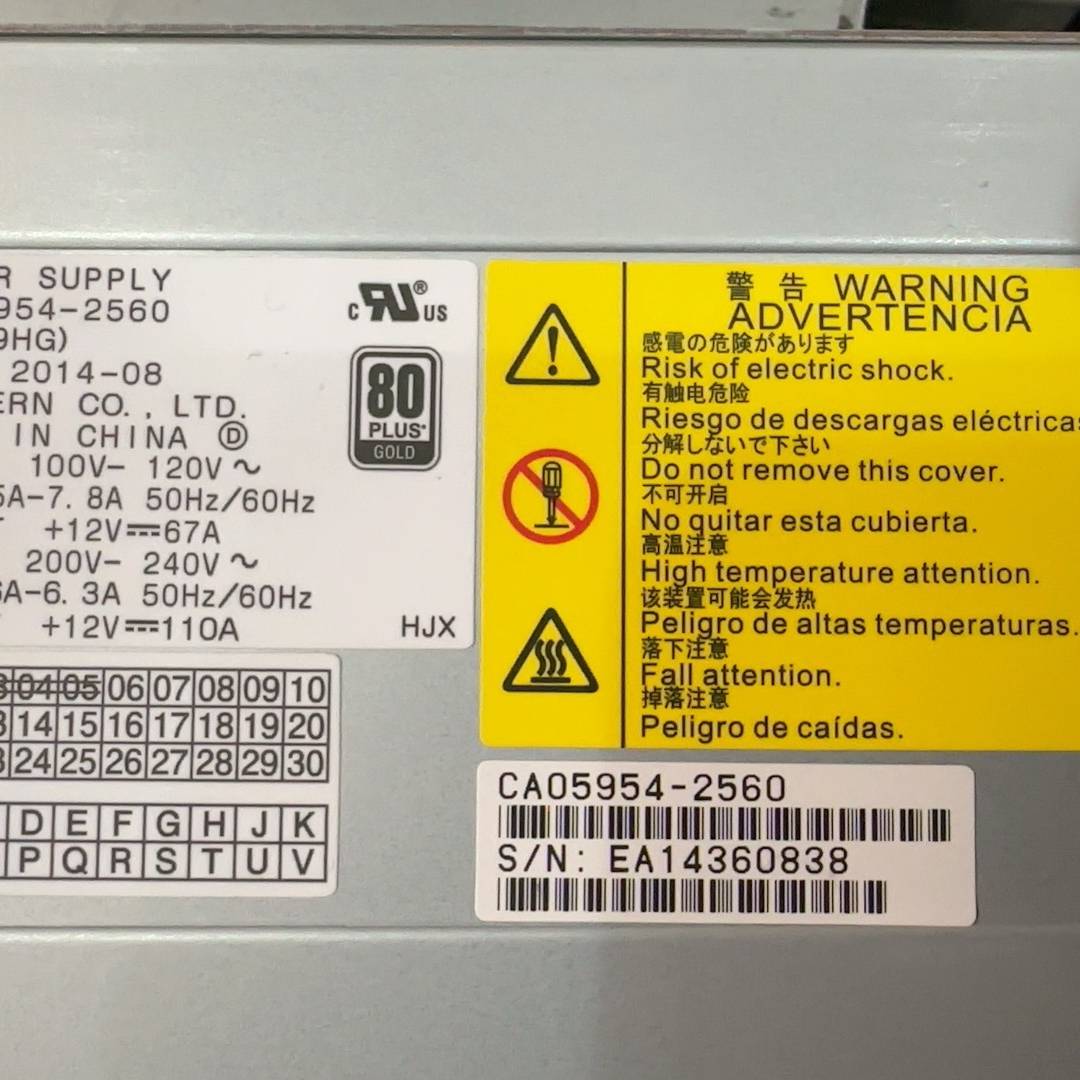 R SUPPLY
954-2560
9HG)
2014-08
ERN CO., LTD.
IN CHINA Ⓓ
100V- 120V ~
5A-7.8A 50Hz/60Hz
+12V⎓67A
200V- 240V ~
6A-6.3A 50Hz/60Hz
+12V⎓110A
HJX
C RU® US
80
PLUS®
GOLD
警告 WARNING
ADVERTENCIA
感電の危険があります
Risk of electric shock.
有触电危险
Riesgo de descargas eléctricas
分解しないで下さい
Do not remove this cover.
不可开启
No quitar esta cubierta.
高温注意
High temperature attention.
该装置可能会发热
Peligro de altas temperaturas.
落下注意
Fall attention.
掉落注意
Peligro de caídas.
3 04 05 06 07 08 09 10
3 14 15 16 17 18 19 20
3 24 25 26 27 28 29 30
D E F G H J K
P Q R S T U V
CA05954-2560
S/N: EA14360838